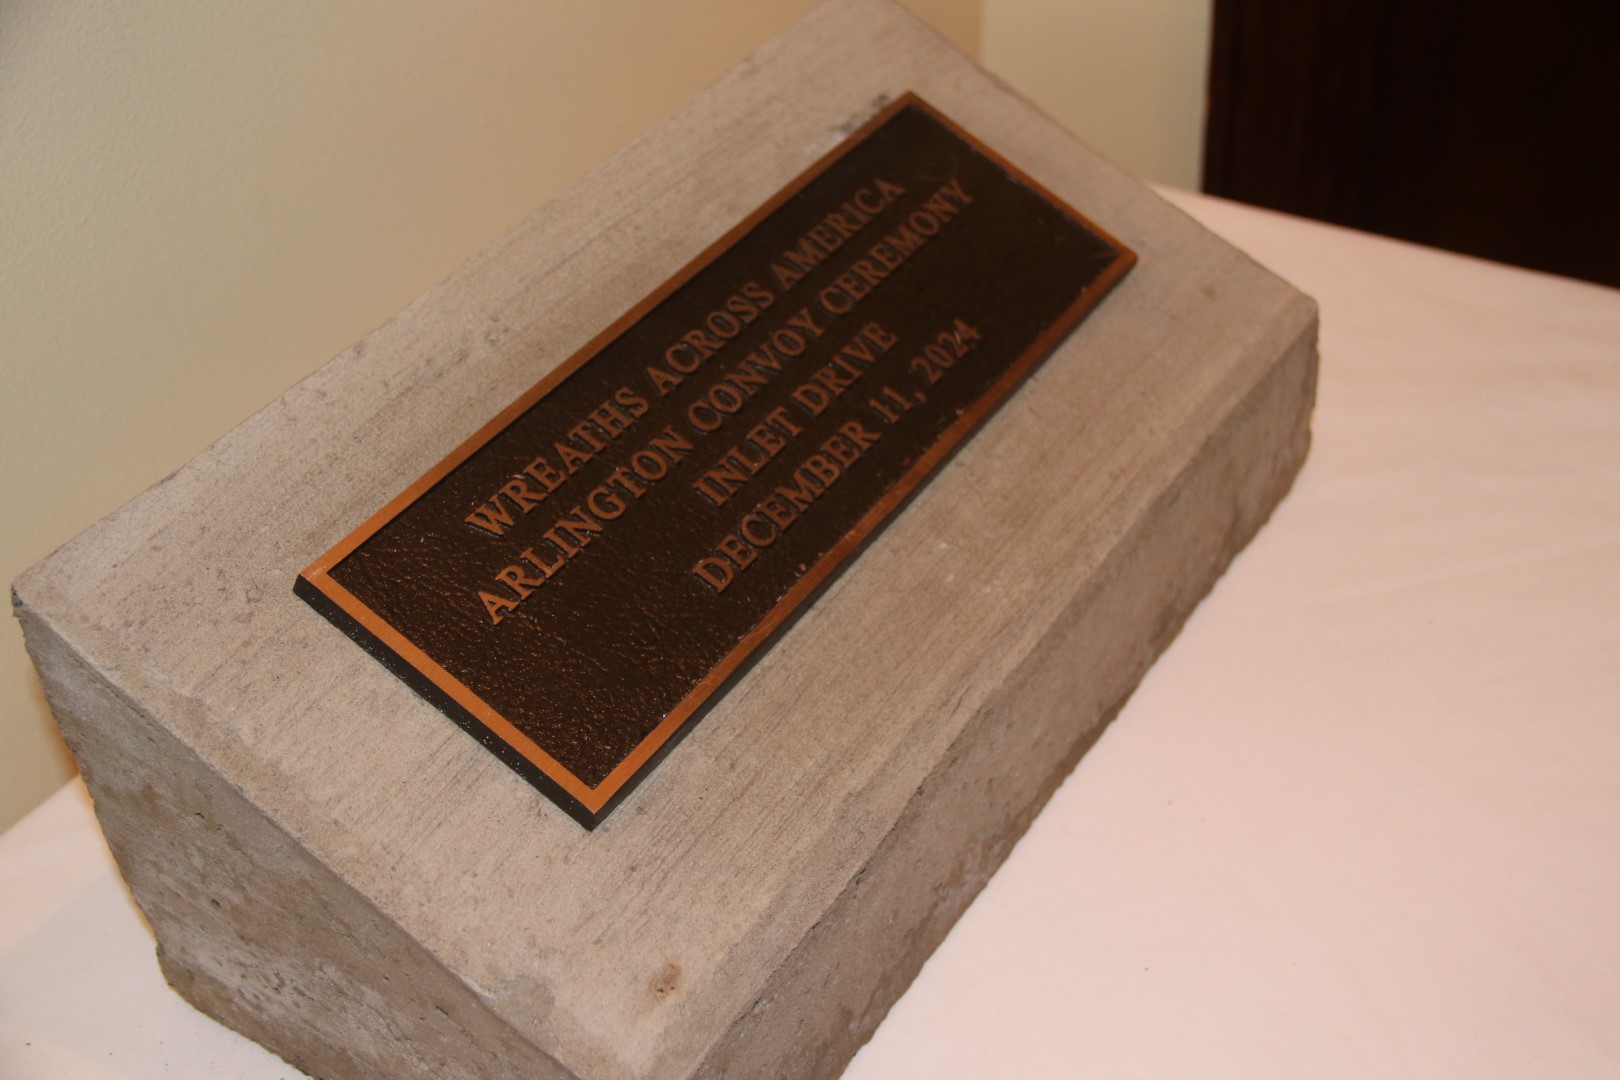 WREATHS ACROSS AMERICA
ARLINGTON CONVOY CEREMONY
INLET DRIVE
DECEMBER 11, 2024